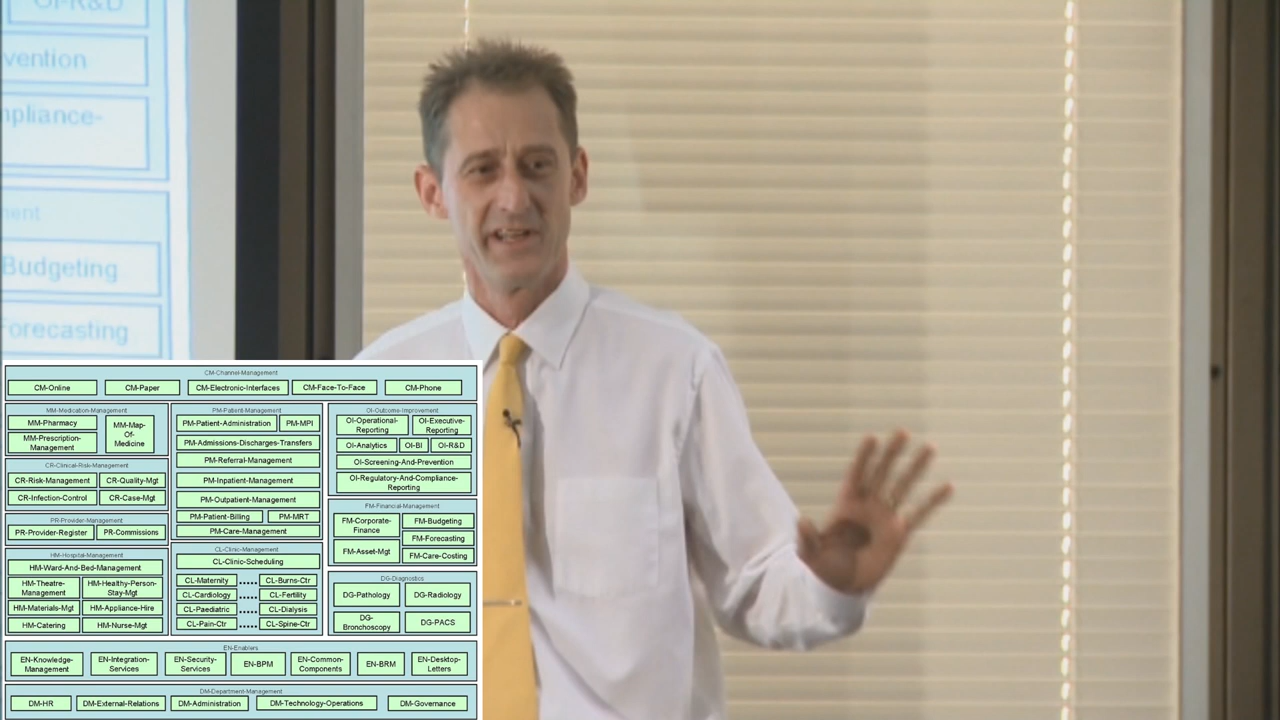 OPR&D
vention
npliance-
nent
Budgeting
Forecasting
CM-Channel-Management
CM-Online
CM-Paper
CM-Electronic-Interfaces
CM-Face-To-Face
CM-Phone
MM-Medication-Management
MM-Pharmacy
MM-Prescription-
Management
MM-Map-
Of-
Medicine
CR-Clinical-Risk-Management
CR-Risk-Management
CR-Quality-Mgt
CR-Infection-Control
CR-Case-Mgt
PR-Provider-Management
PR-Provider-Register
PR-Commissions
HM-Hospital-Management
HM-Ward-And-Bed-Management
HM-Theatre-
Management
HM-Healthy-Person-
Stay-Mgt
HM-Materials-Mgt
HM-Appliance-Hire
HM-Catering
HM-Nurse-Mgt
PM-Patient-Management
PM-Patient-Administration
PM-MPI
PM-Admissions-Discharges-Transfers
PM-Referral-Management
PM-Inpatient-Management
PM-Outpatient-Management
PM-Patient-Billing
PM-MRT
PM-Care-Management
CL-Clinic-Management
CL-Clinic-Scheduling
CL-Maternity ..... CL-Burns-Ctr
CL-Cardiology ..... CL-Fertility
CL-Paediatric ..... CL-Dialysis
CL-Pain-Ctr ..... CL-Spine-Ctr
OI-Outcome-Improvement
OI-Operational-
Reporting
OI-Executive-
Reporting
OI-Analytics
OI-BI
OI-R&D
OI-Screening-And-Prevention
OI-Regulatory-And-Compliance-
Reporting
FM-Financial-Management
FM-Corporate-
Finance
FM-Budgeting
FM-Forecasting
FM-Asset-Mgt
FM-Care-Costing
DG-Diagnostics
DG-Pathology
DG-Radiology
DG-
Bronchoscopy
DG-PACS
EN-Enablers
EN-Knowledge-
Management
EN-Integration-
Services
EN-Security-
Services
EN-BPM
EN-Common-
Components
EN-BRM
EN-Desktop-
Letters
DM-Department-Management
DM-HR
DM-External-Relations
DM-Administration
DM-Technology-Operations
DM-Governance